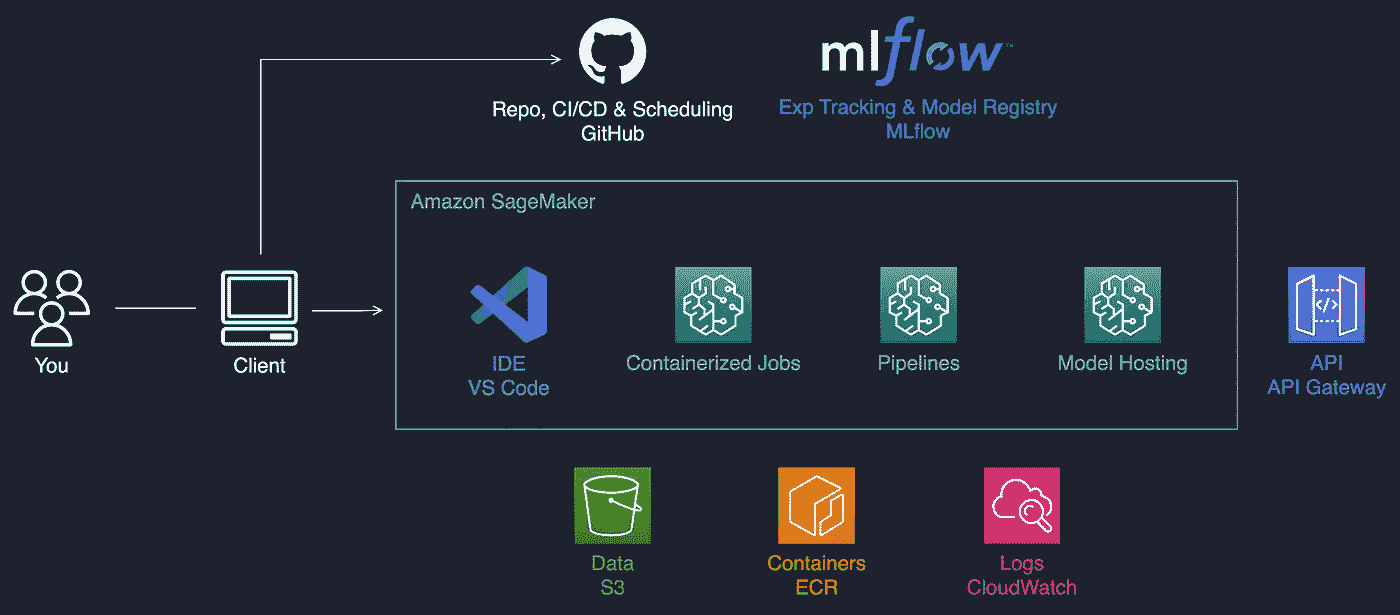 mlflow™
Repo, CI/CD & Scheduling
GitHub
Exp Tracking & Model Registry
MLflow
Amazon SageMaker
You
Client
IDE
VS Code
Containerized Jobs
Pipelines
Model Hosting
API
API Gateway
Data
S3
Containers
ECR
Logs
CloudWatch